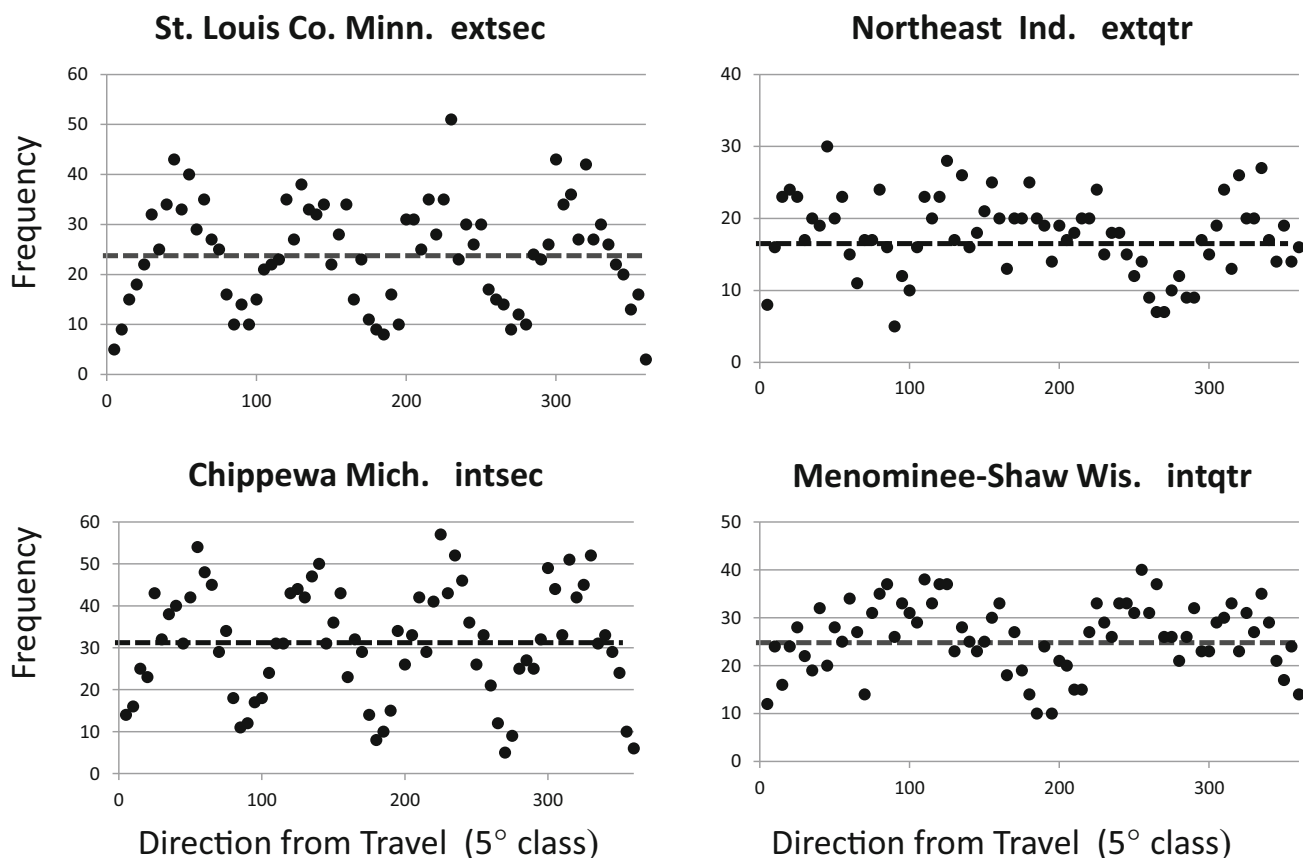 St. Louis Co. Minn. extsec
Frequency
60
50
40
30
20
10
0
0 100 200 300
Northeast Ind. extqtr
40
30
20
10
0
0 100 200 300
Chippewa Mich. intsec
Frequency
60
50
40
30
20
10
0
0 100 200 300
Direction from Travel (5° class)
Menominee-Shaw Wis. intqtr
50
40
30
20
10
0
0 100 200 300
Direction from Travel (5° class)